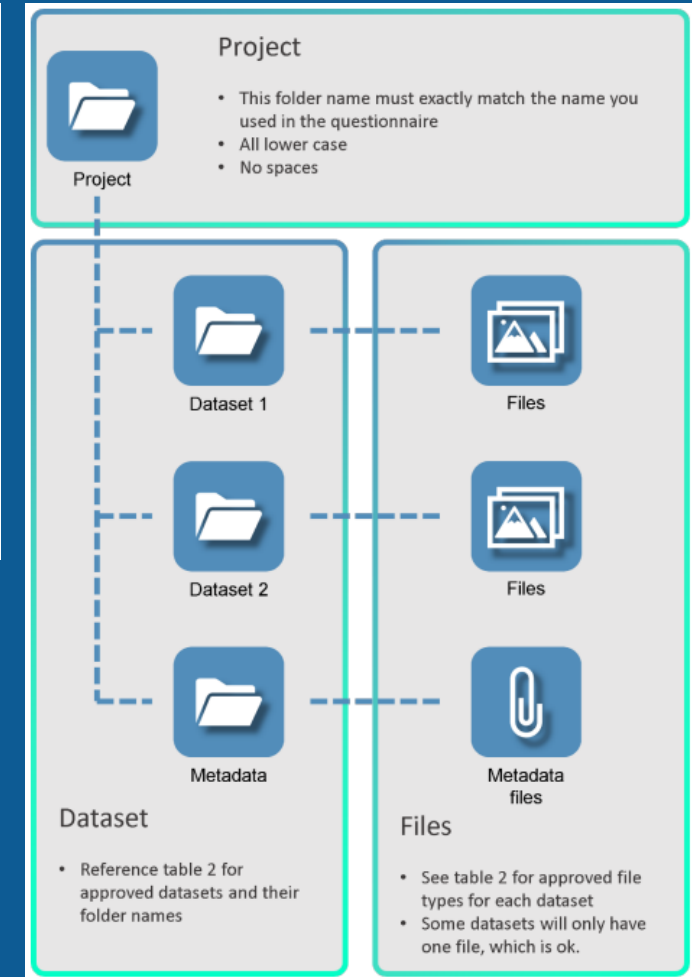 Project
• This folder name must exactly match the name you
used in the questionnaire
• All lower case
• No spaces
Project
Dataset 1
Files
Dataset 2
Files
Metadata
Metadata
files
Dataset
• Reference table 2 for
approved datasets and their
folder names
Files
• See table 2 for approved file
types for each dataset
• Some datasets will only have
one file, which is ok.